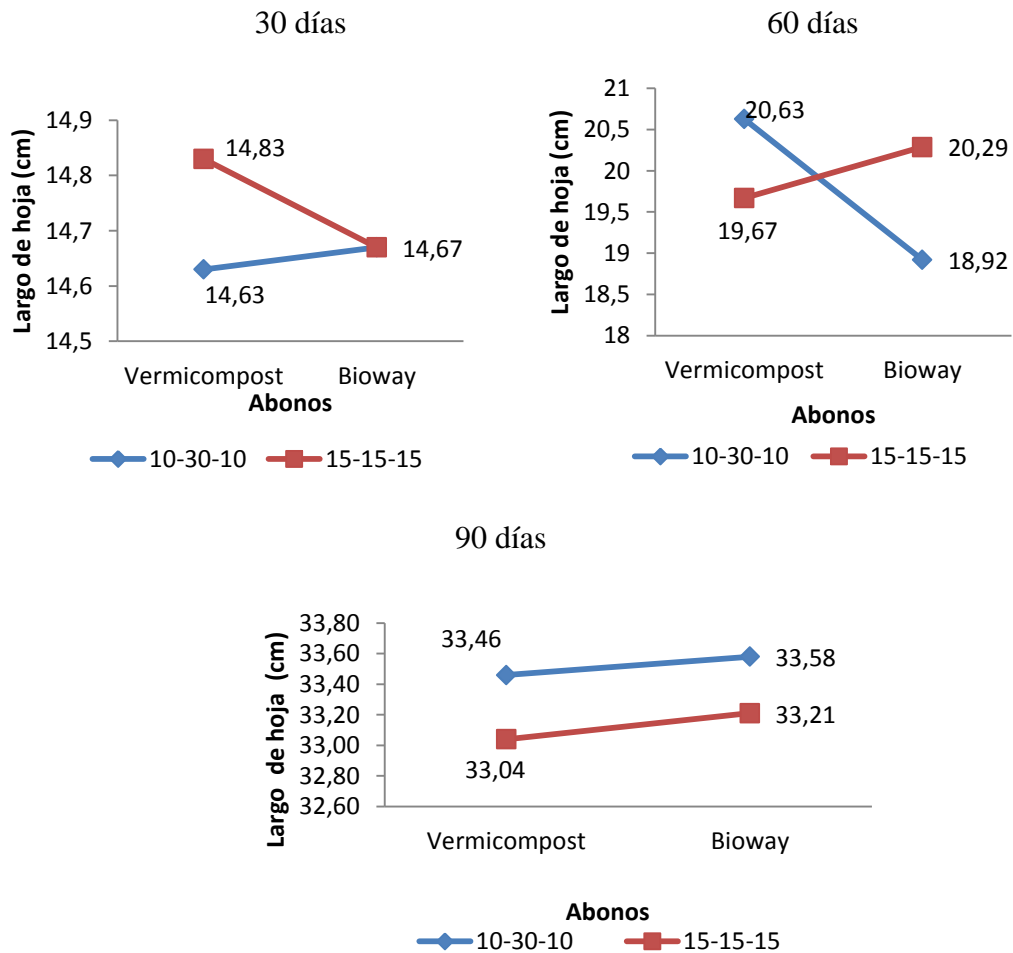 30 días
14,9
14,8
14,7
14,6
14,5
Largo de hoja (cm)
14,83
14,67
14,63
Vermicompost Bioway
Abonos
10-30-10 15-15-15
60 días
21
20,5
20
19,5
19
18,5
18
Largo de hoja (cm)
20,63
20,29
19,67
18,92
Vermicompost Bioway
Abonos
10-30-10 15-15-15
90 días
33,80
33,60
33,40
33,20
33,00
32,80
32,60
Largo de hoja (cm)
33,46
33,58
33,21
33,04
Vermicompost Bioway
Abonos
10-30-10 15-15-15